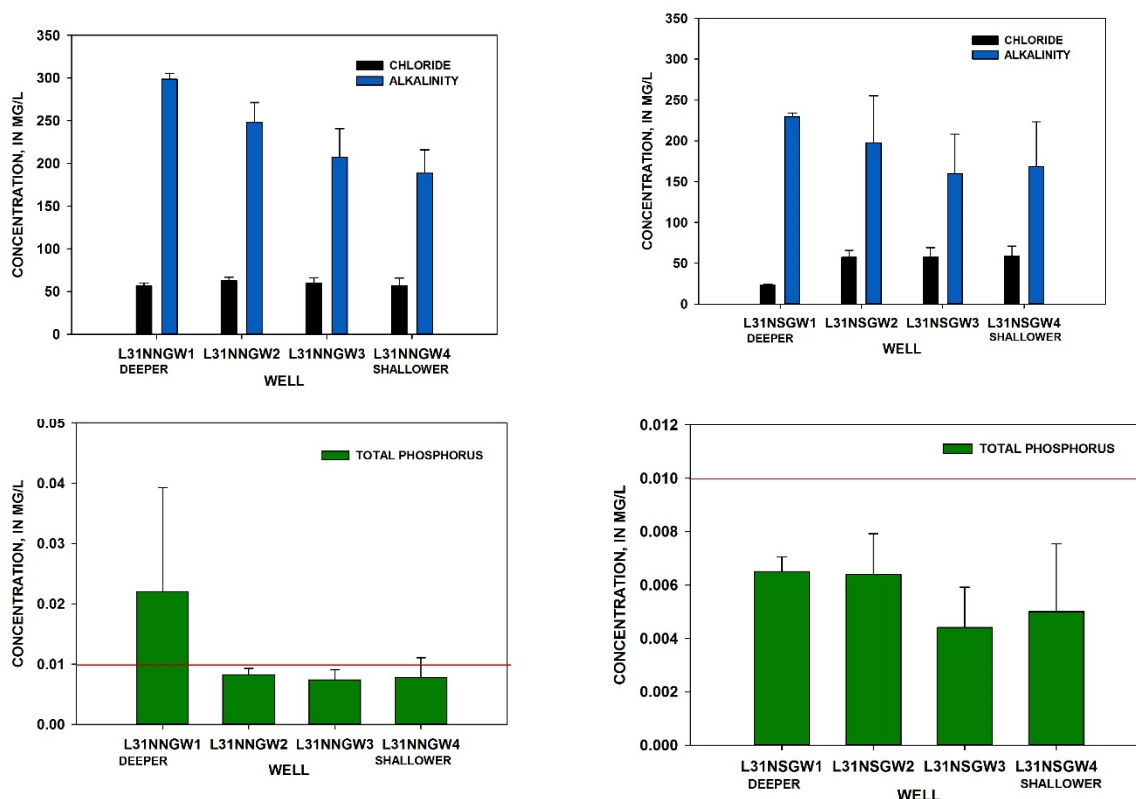 350
300
250
200
150
100
50
0
CONCENTRATION, IN MG/L
CHLORIDE
ALKALINITY
L31NNGW1 L31NNGW2 L31NNGW3 L31NNGW4
DEEPER SHALLOWER
WELL
350
300
250
200
150
100
50
0
CONCENTRATION, IN MG/L
CHLORIDE
ALKALINITY
L31NSGW1 L31NSGW2 L31NSGW3 L31NSGW4
DEEPER SHALLOWER
WELL
0.05
0.04
0.03
0.02
0.01
0.00
CONCENTRATION, IN MG/L
TOTAL PHOSPHORUS
L31NNGW1 L31NNGW2 L31NNGW3 L31NNGW4
DEEPER SHALLOWER
WELL
0.012
0.010
0.008
0.006
0.004
0.002
0.000
CONCENTRATION, IN MG/L
TOTAL PHOSPHORUS
L31NSGW1 L31NSGW2 L31NSGW3 L31NSGW4
DEEPER SHALLOWER
WELL